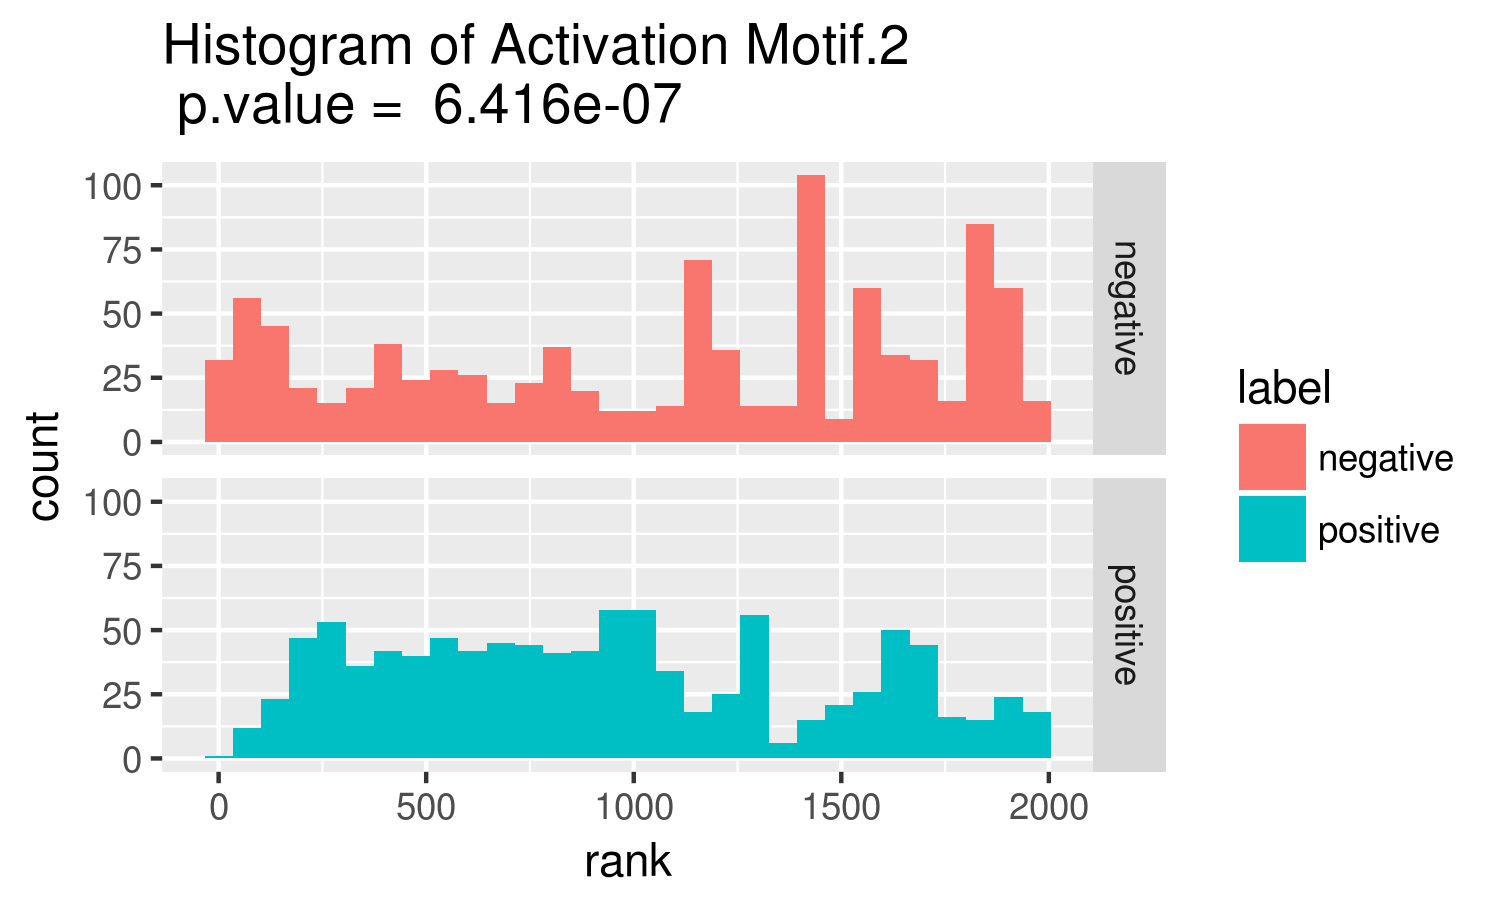 Histogram of Activation Motif.2
p.value = 6.416e-07
100
75
50
25
0
negative
100
75
50
25
0
positive
count
0 500 1000 1500 2000
rank
label
negative
positive